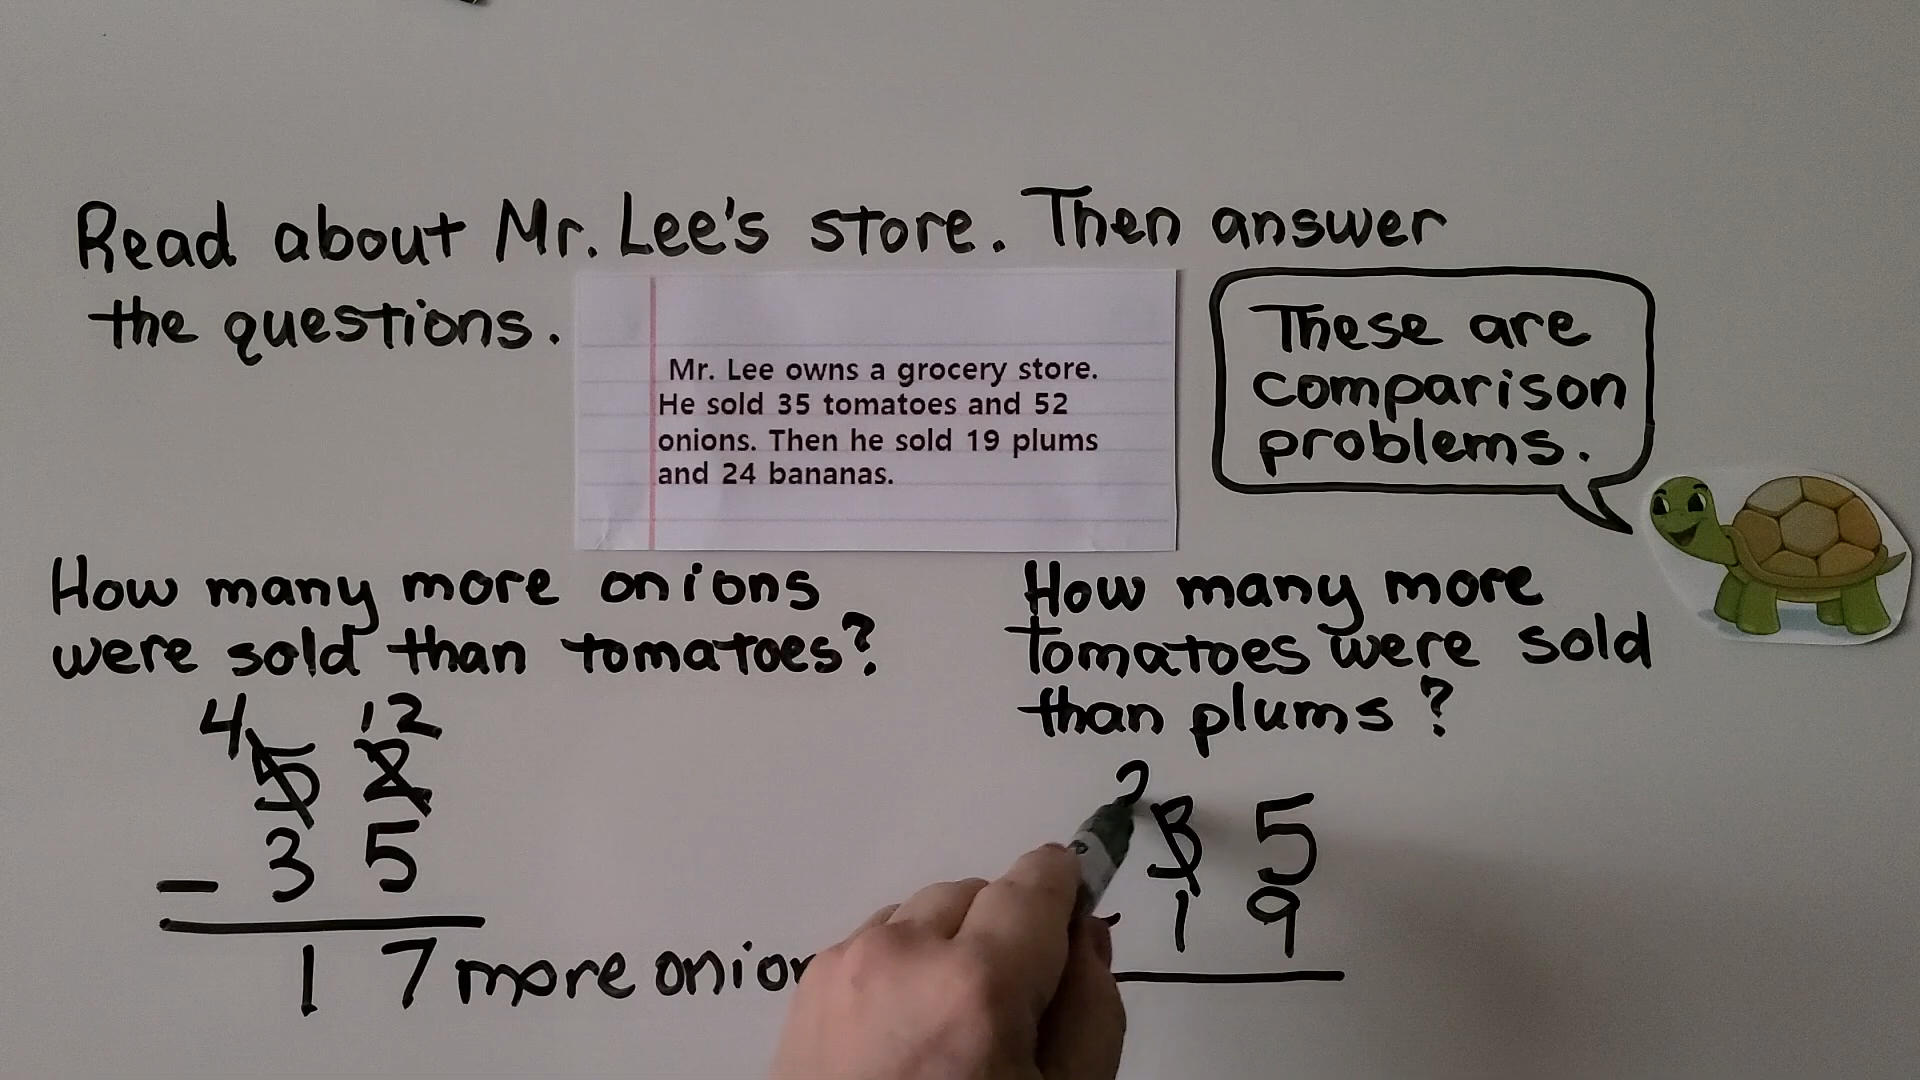 Read about Mr. Lee's store. Then answer
the questions.
Mr. Lee owns a grocery store.
He sold 35 tomatoes and 52
onions. Then he sold 19 plums
and 24 bananas.
These are
comparison
problems.
How many more onions
were sold than tomatoes?
4 12
5 2
- 3 5
1 7 more
How many more
tomatoes were sold
than plums?
3 5
1 9